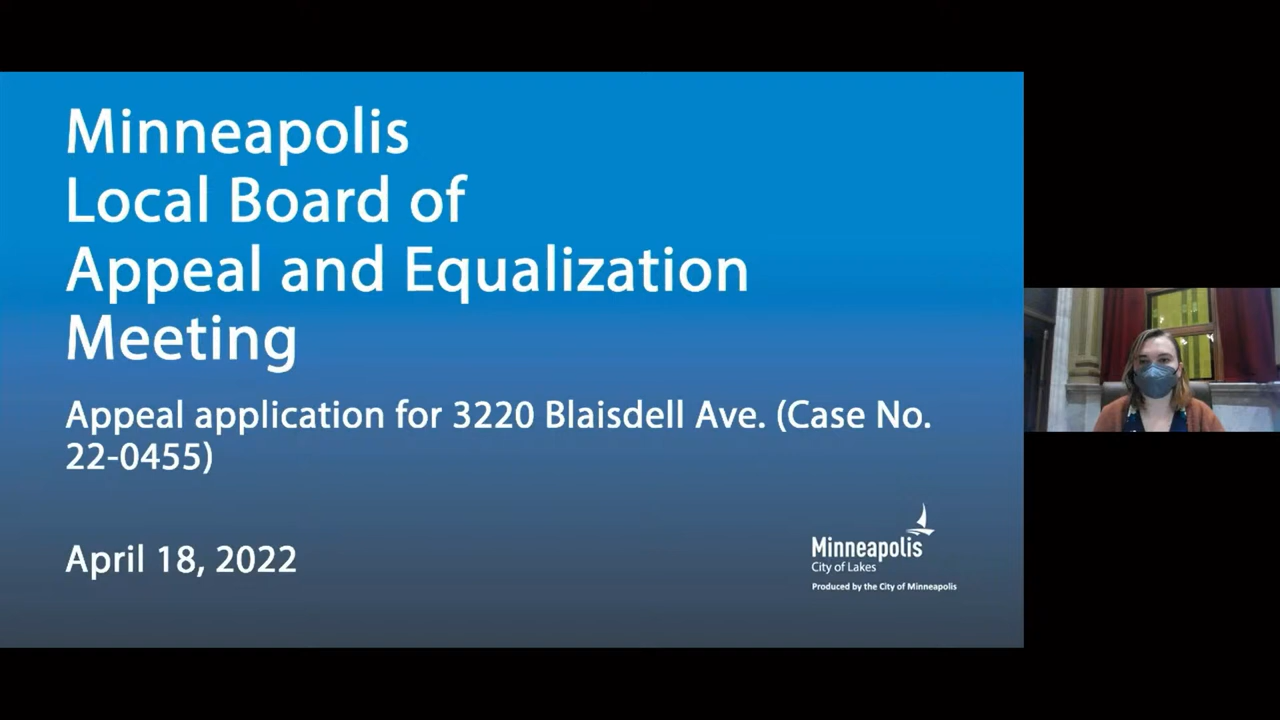 Minneapolis
Local Board of
Appeal and Equalization
Meeting
Appeal application for 3220 Blaisdell Ave. (Case No.
22-0455)
April 18, 2022
Minneapolis
City of Lakes
Produced by the City of Minneapolis